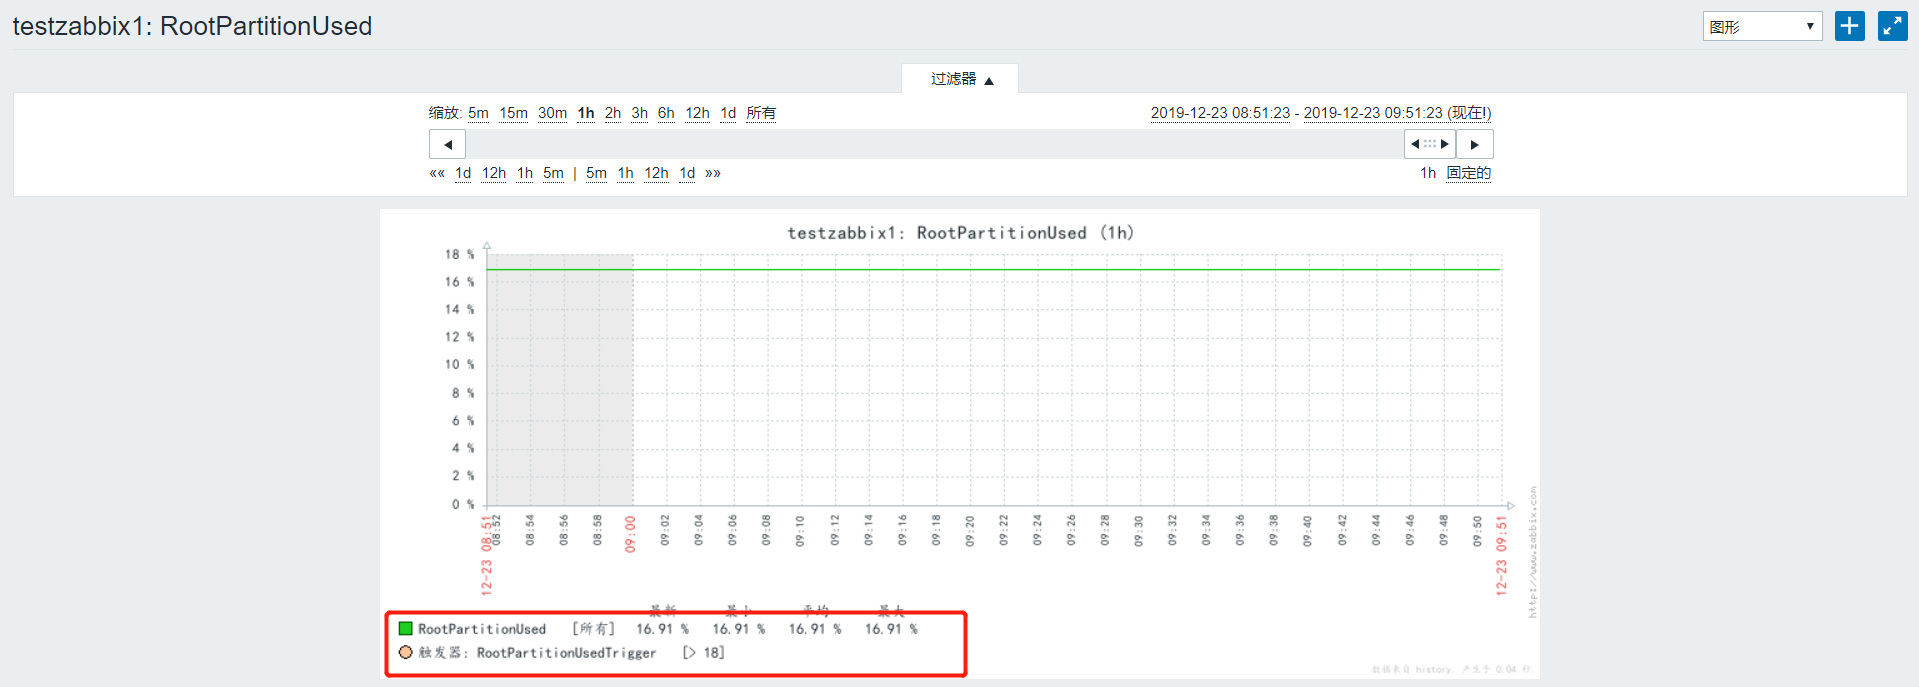 testzabbix1: RootPartitionUsed
图形
过滤器
缩放: 5m 15m 30m 1h 2h 3h 6h 12h 1d 所有
2019-12-23 08:51:23 - 2019-12-23 09:51:23 (现在!)
«« 1d 12h 1h 5m | 5m 1h 12h 1d »»
1h 固定的
testzabbix1: RootPartitionUsed (1h)
18 %
16 %
14 %
12 %
10 %
8 %
6 %
4 %
2 %
0 %
12-23 08:51 08:52 08:54 08:56 08:58 09:00 09:02 09:04 09:06 09:08 09:10 09:12 09:14 09:16 09:18 09:20 09:22 09:24 09:26 09:28 09:30 09:32 09:34 09:36 09:38 09:40 09:42 09:44 09:46 09:48 09:50 12-23 09:51
http://www.zabbix.com
最新 最小 平均 最大
RootPartitionUsed [所有] 16.91 % 16.91 % 16.91 % 16.91 %
触发器: RootPartitionUsedTrigger [> 18]
数据来自 history. 产生于 0.04 秒.